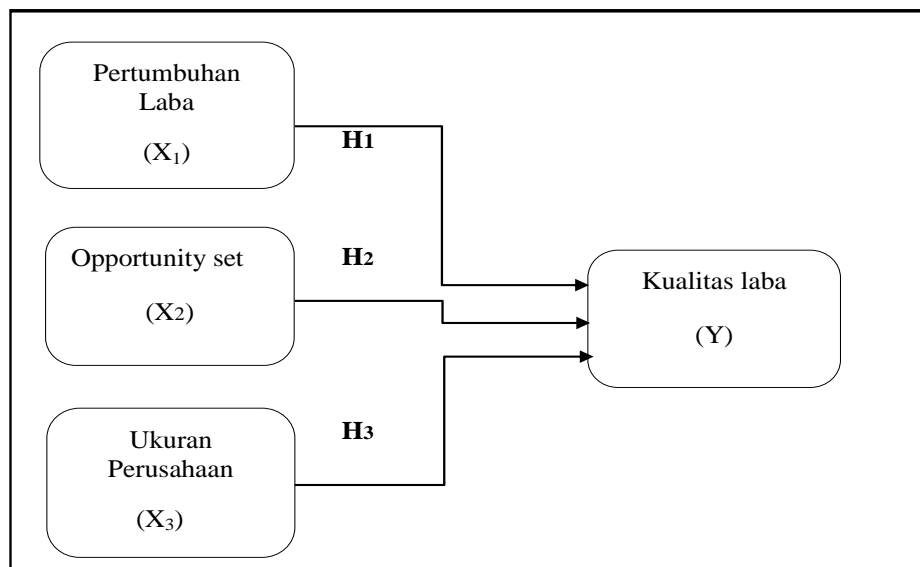 Pertumbuhan
Laba
(X₁)
H1
Opportunity set
(X2)
H2
Ukuran
Perusahaan
(X₃)
H3
Kualitas laba
(Y)